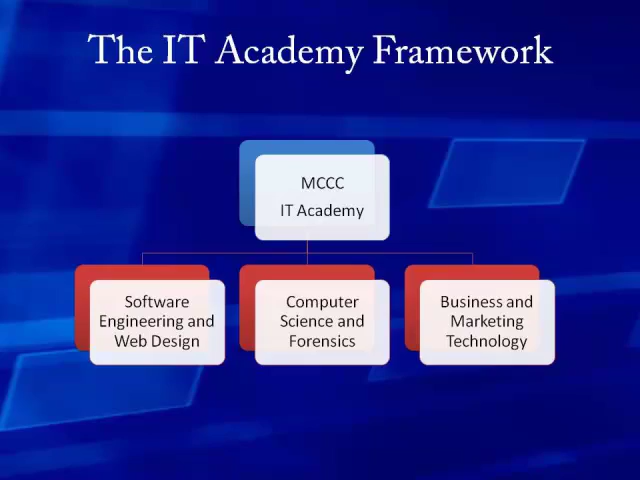 The IT Academy Framework
MCCC
IT Academy
Software
Engineering and
Web Design
Computer
Science and
Forensics
Business and
Marketing
Technology